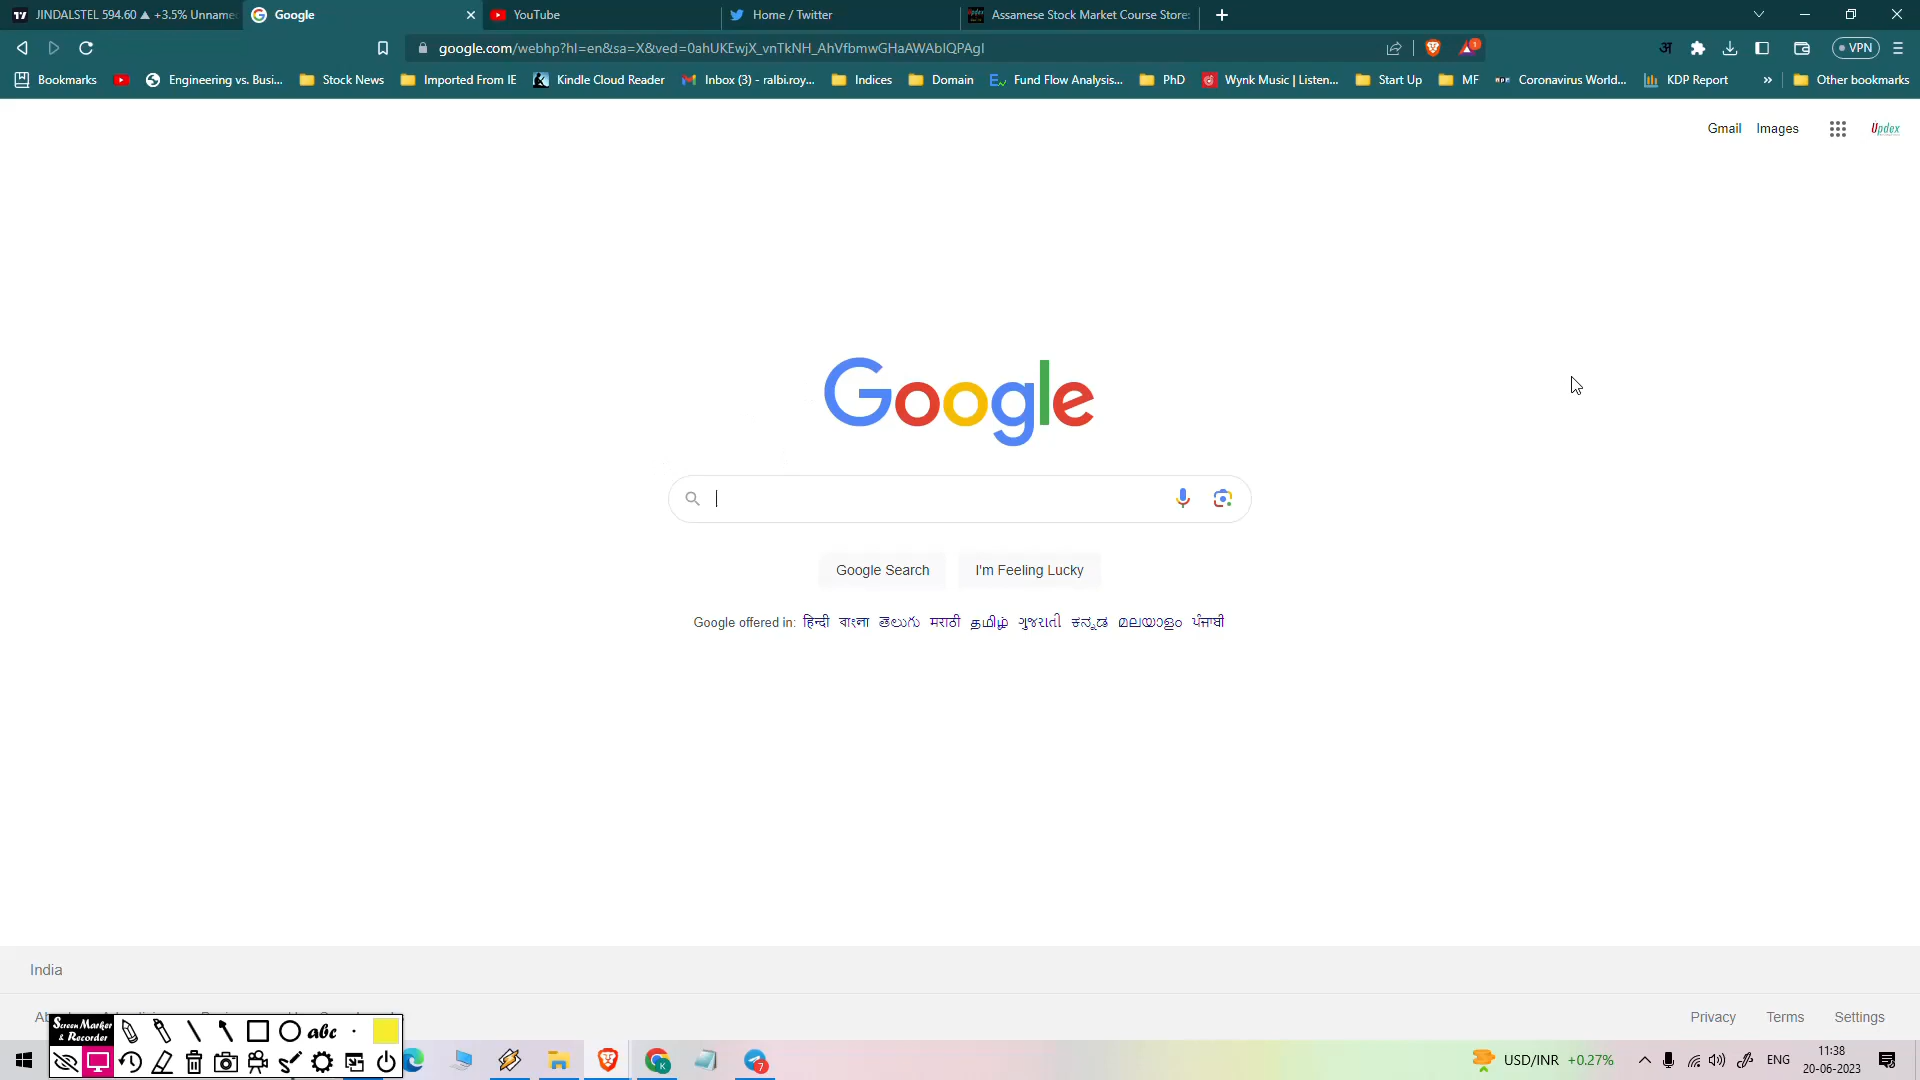 JINDALSTEL 594.60 ▲ +3.5% Unname
Google
YouTube
Home / Twitter
Assamese Stock Market Course Store
google.com/webhp?hl=en&sa=X&ved=0ahUKEwjX_vnTkNH_AhVfbmwGHaAWAbIQPAgI
1
VPN
Bookmarks
Engineering vs. Busi...
Stock News
Imported From IE
Kindle Cloud Reader
Inbox (3) - ralbi.roy...
Indices
Domain
Fund Flow Analysis...
PhD
Wynk Music | Listen...
Start Up
MF
Coronavirus World...
KDP Report
»
Other bookmarks
Gmail Images
Updex
Google
Google Search
I'm Feeling Lucky
Google offered in: हिन्दी বাংলা తెలుగు मराठी தமிழ் ગુજરાતી ಕನ್ನಡ മലയാളം ਪੰਜਾਬੀ
India
Privacy Terms Settings
Screen Marker
& Recorder
abc
K
7
USD/INR +0.27%
ENG
11:38
20-06-2023